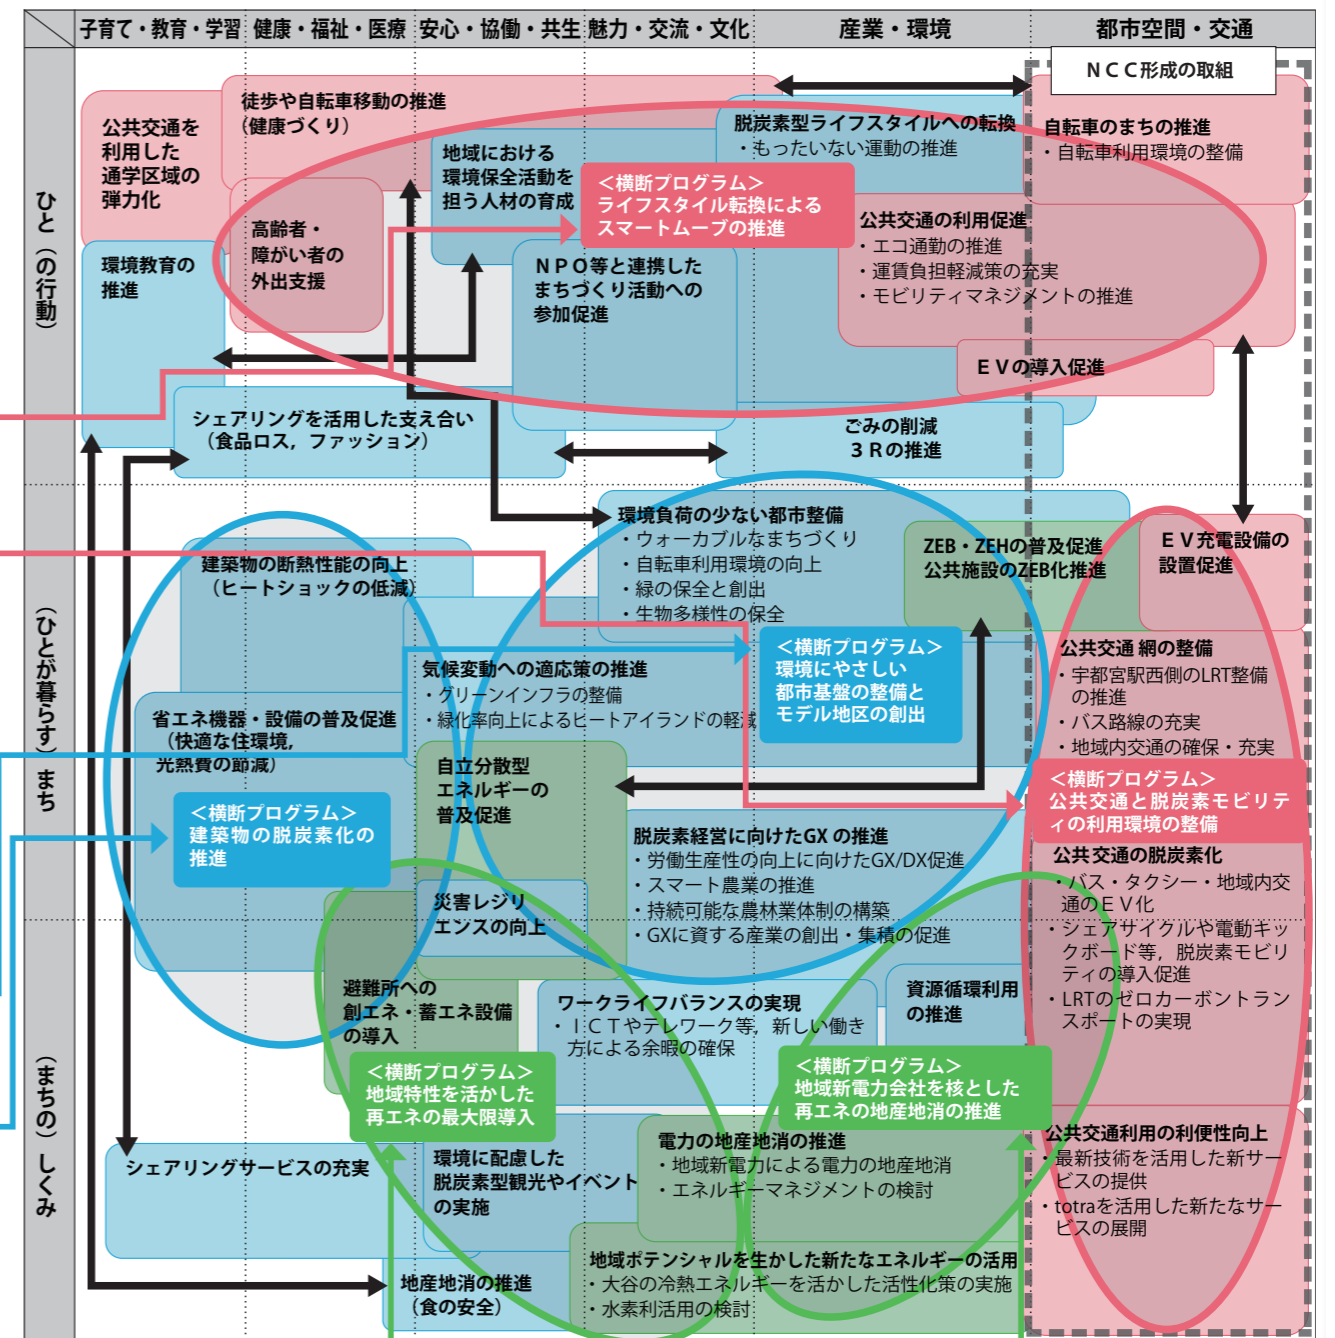 子育て・教育・学習
健康・福祉・医療
安心・協働・共生
魅力・交流・文化
産業・環境
都市空間・交通
ひと（の行動）
NCC形成の取組
公共交通を
利用した
通学区域の
弾力化
徒歩や自転車移動の推進
（健康づくり）
地域における
環境保全活動を
担う人材の育成
脱炭素型ライフスタイルへの転換
・もったいない運動の推進
自転車のまちの推進
・自転車利用環境の整備
＜横断プログラム＞
ライフスタイル転換による
スマートムーブの推進
高齢者・
障がい者の
外出支援
公共交通の利用促進
・エコ通勤の推進
・運賃負担軽減策の充実
・モビリティマネジメントの推進
環境教育の
推進
NPO等と連携した
まちづくり活動への
参加促進
EVの導入促進
シェアリングを活用した支え合い
（食品ロス，ファッション）
ごみの削減
３Rの推進
（ひとが暮らす）まち
環境負荷の少ない都市整備
・ウォーカブルなまちづくり
・自転車利用環境の向上
・緑の保全と創出
・生物多様性の保全
ZEB・ZEHの普及促進
公共施設のZEB化推進
EV充電設備の
設置促進
建築物の断熱性能の向上
（ヒートショックの低減）
気候変動への適応策の推進
・グリーンインフラの整備
・緑化率向上によるヒートアイランドの軽減
＜横断プログラム＞
環境にやさしい
都市基盤の整備と
モデル地区の創出
公共交通網の整備
・宇都宮駅西側のLRT整備
の推進
・バス路線の充実
・地域内交通の確保・充実
省エネ機器・設備の普及促進
（快適な住環境，
光熱費の節減）
自立分散型
エネルギーの
普及促進
＜横断プログラム＞
公共交通と脱炭素モビリテ
ィの利用環境の整備
＜横断プログラム＞
建築物の脱炭素化の
推進
脱炭素経営に向けたGXの推進
・労働生産性の向上に向けたGX/DX促進
・スマート農業の推進
・持続可能な農林業体制の構築
・GXに資する産業の創出・集積の促進
公共交通の脱炭素化
・バス・タクシー・地域内交
通のEV化
・シェアサイクルや電動キッ
クボード等，脱炭素モビリ
ティの導入促進
・LRTのゼロカーボントラン
スポートの実現
災害レジリ
エンスの向上
（まちの）しくみ
避難所への
創エネ・蓄エネ設備
の導入
ワークライフバランスの実現
・ICTやテレワーク等，新しい働き
方による余暇の確保
資源循環利用
の推進
＜横断プログラム＞
地域特性を活かした
再エネの最大限導入
＜横断プログラム＞
地域新電力会社を核とした
再エネの地産地消の推進
シェアリングサービスの充実
環境に配慮した
脱炭素型観光やイベント
の実施
電力の地産地消の推進
・地域新電力による電力の地産地消
・エネルギーマネジメントの検討
公共交通利用の利便性向上
・最新技術を活用した新サー
ビスの提供
・totraを活用した新たなサー
ビスの展開
地産地消の推進
（食の安全）
地域ポテンシャルを生かした新たなエネルギーの活用
・大谷の冷熱エネルギーを活かした活性化策の実施
・水素利活用の検討